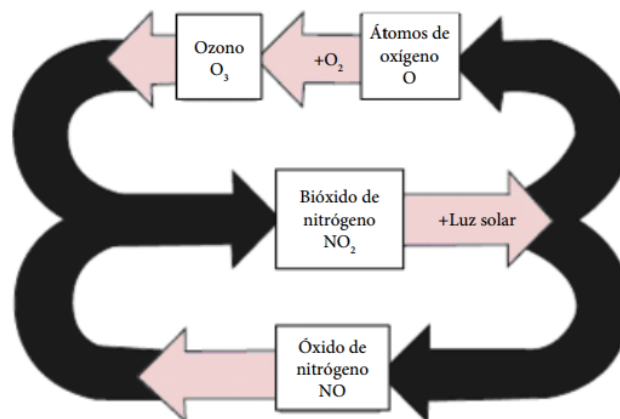 Ozono
O₃
+O₂
Átomos de
oxígeno
O
Bióxido de
nitrógeno
NO₂
+Luz solar
Óxido de
nitrógeno
NO